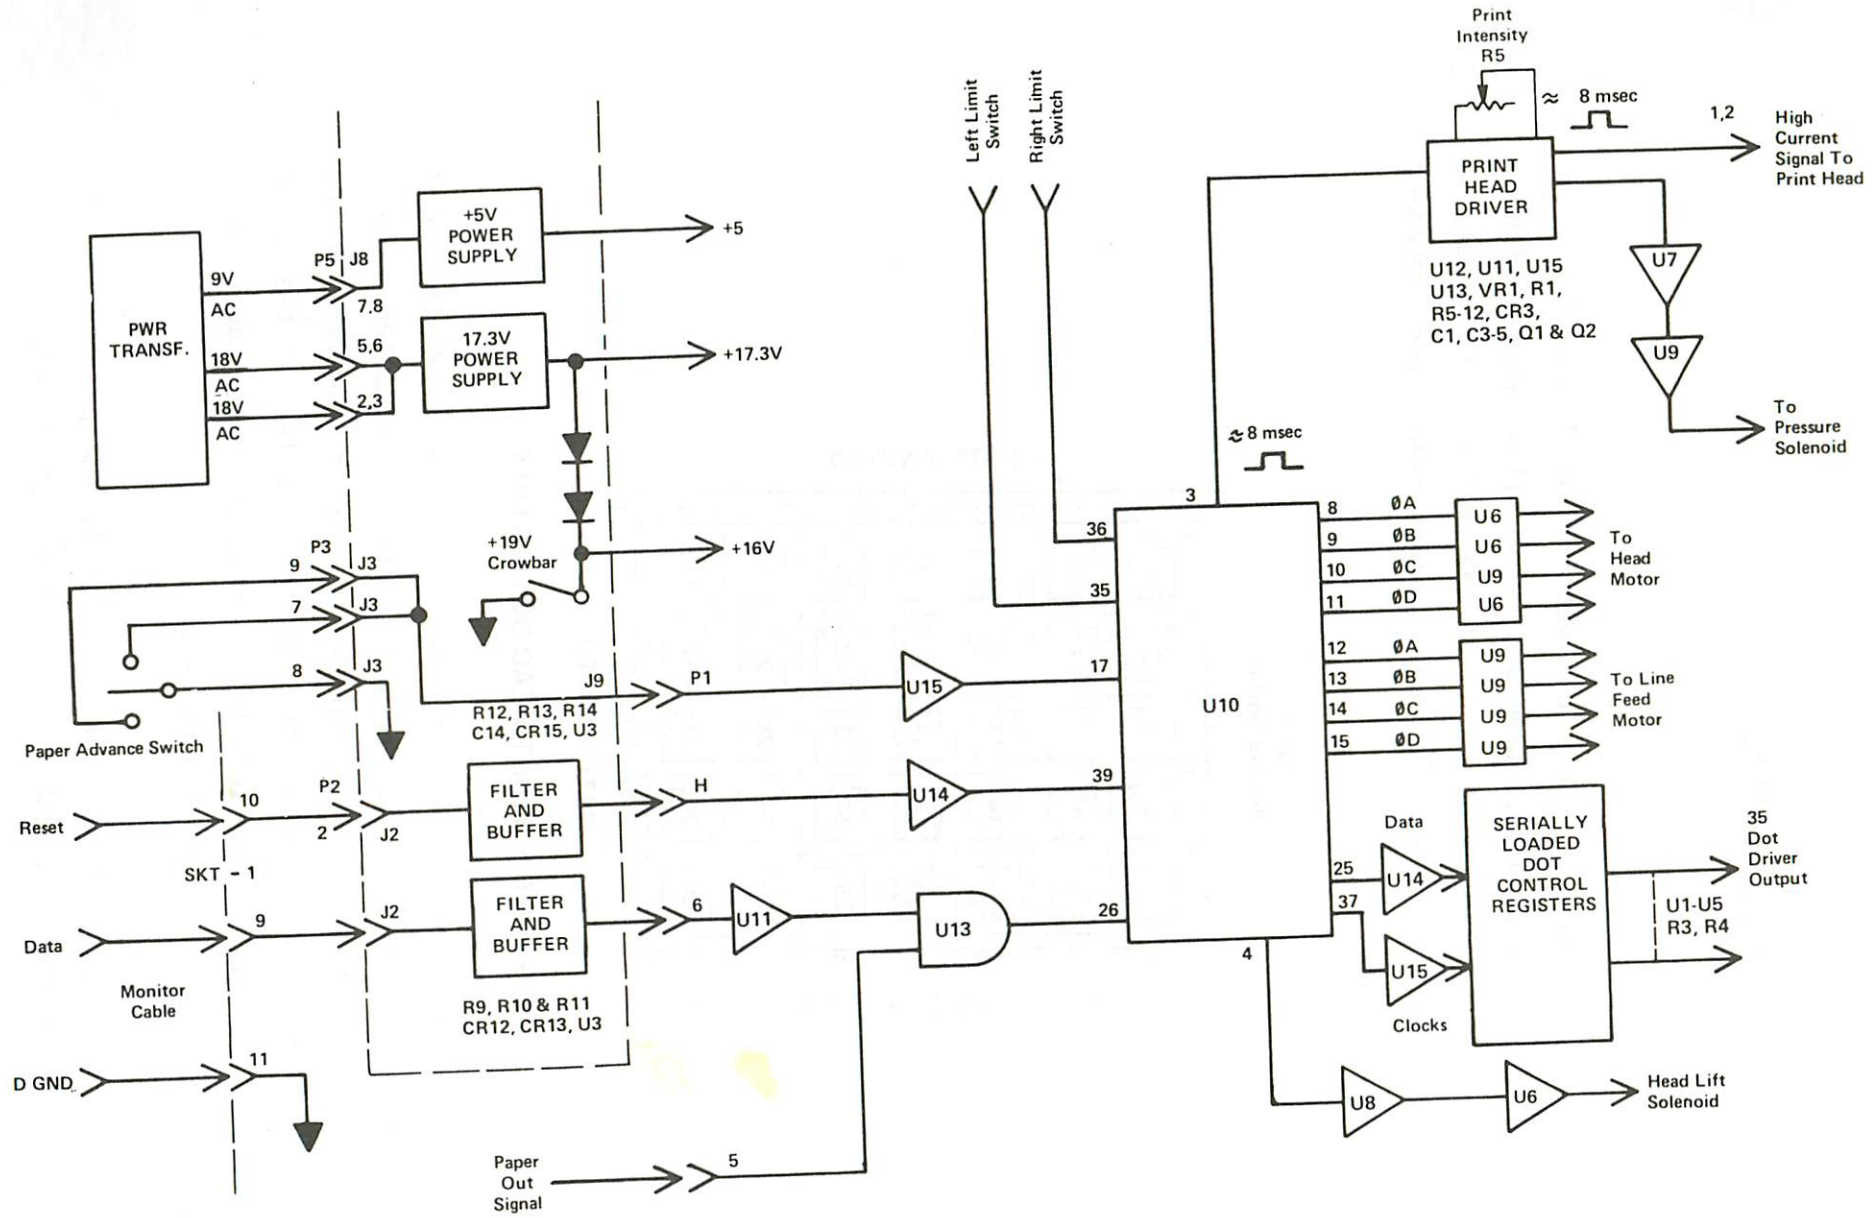 Print
Intensity
R5
≈ 8 msec
1,2
High
Current
Signal To
Print Head
PRINT
HEAD
DRIVER
U12, U11, U15
U13, VR1, R1,
R5-12, CR3,
C1, C3-5, Q1 & Q2
U7
U9
To
Pressure
Solenoid
Left Limit
Switch
Right Limit
Switch
PWR
TRANSF.
9V
AC
18V
AC
18V
AC
P5 J8
7,8
5,6
2,3
+5V
POWER
SUPPLY
+5
17.3V
POWER
SUPPLY
+17.3V
+19V
Crowbar
+16V
P3
9
J3
7
J3
8
J3
Paper Advance Switch
J9
P1
R12, R13, R14
C14, CR15, U3
U15
17
Reset
10
P2
2
J2
SKT - 1
FILTER
AND
BUFFER
H
U14
39
Data
9
J2
FILTER
AND
BUFFER
6
U11
U13
26
R9, R10 & R11
CR12, CR13, U3
Monitor
Cable
D GND
11
Paper
Out
Signal
5
≈ 8 msec
3
36
35
U10
4
8 ØA U6
9 ØB U6
10 ØC U9
11 ØD U6
To
Head
Motor
12 ØA U9
13 ØB U9
14 ØC U9
15 ØD U9
To Line
Feed
Motor
25
Data
U14
37
U15
Clocks
SERIALLY
LOADED
DOT
CONTROL
REGISTERS
35
Dot
Driver
Output
U1-U5
R3, R4
U8
U6
Head Lift
Solenoid